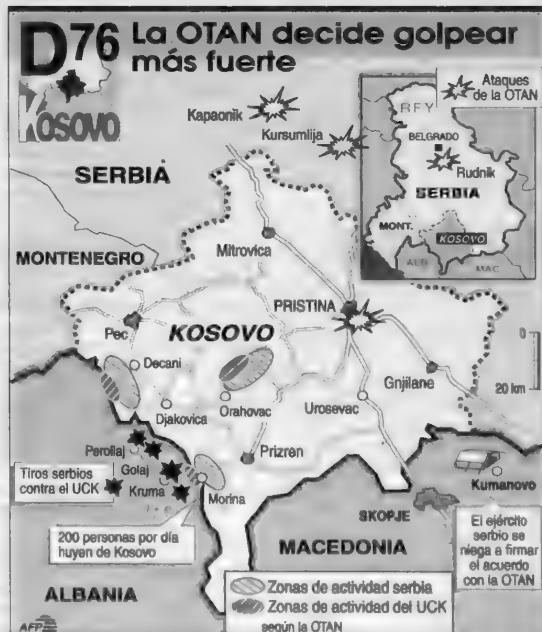 D76 La OTAN decide golpear
más fuerte
KOSOVO
Ataques
de la OTAN
RFY
BELGRADO
Rudnik
SERBIA
MONT.
KOSOVO
ALB
MAC.
Kapaonik
Kursumlija
SERBIA
Mitrovica
MONTENEGRO
PRISTINA
Pec
KOSOVO
0
Decani
Gnjilane
20 km
Djakovica
Orahovac
Urosevac
Perollaj
Golaj
Prizren
Tiros serbios
contra el UCK
Kruma
Morina
Kumanovo
200 personas por día
huyen de Kosovo
SKOPJE
El ejército
serbio se
niega a firmar
el acuerdo
con la OTAN
MACEDONIA
ALBANIA
Zonas de actividad serbia
Zonas de actividad del UCK
según la OTAN
AFP